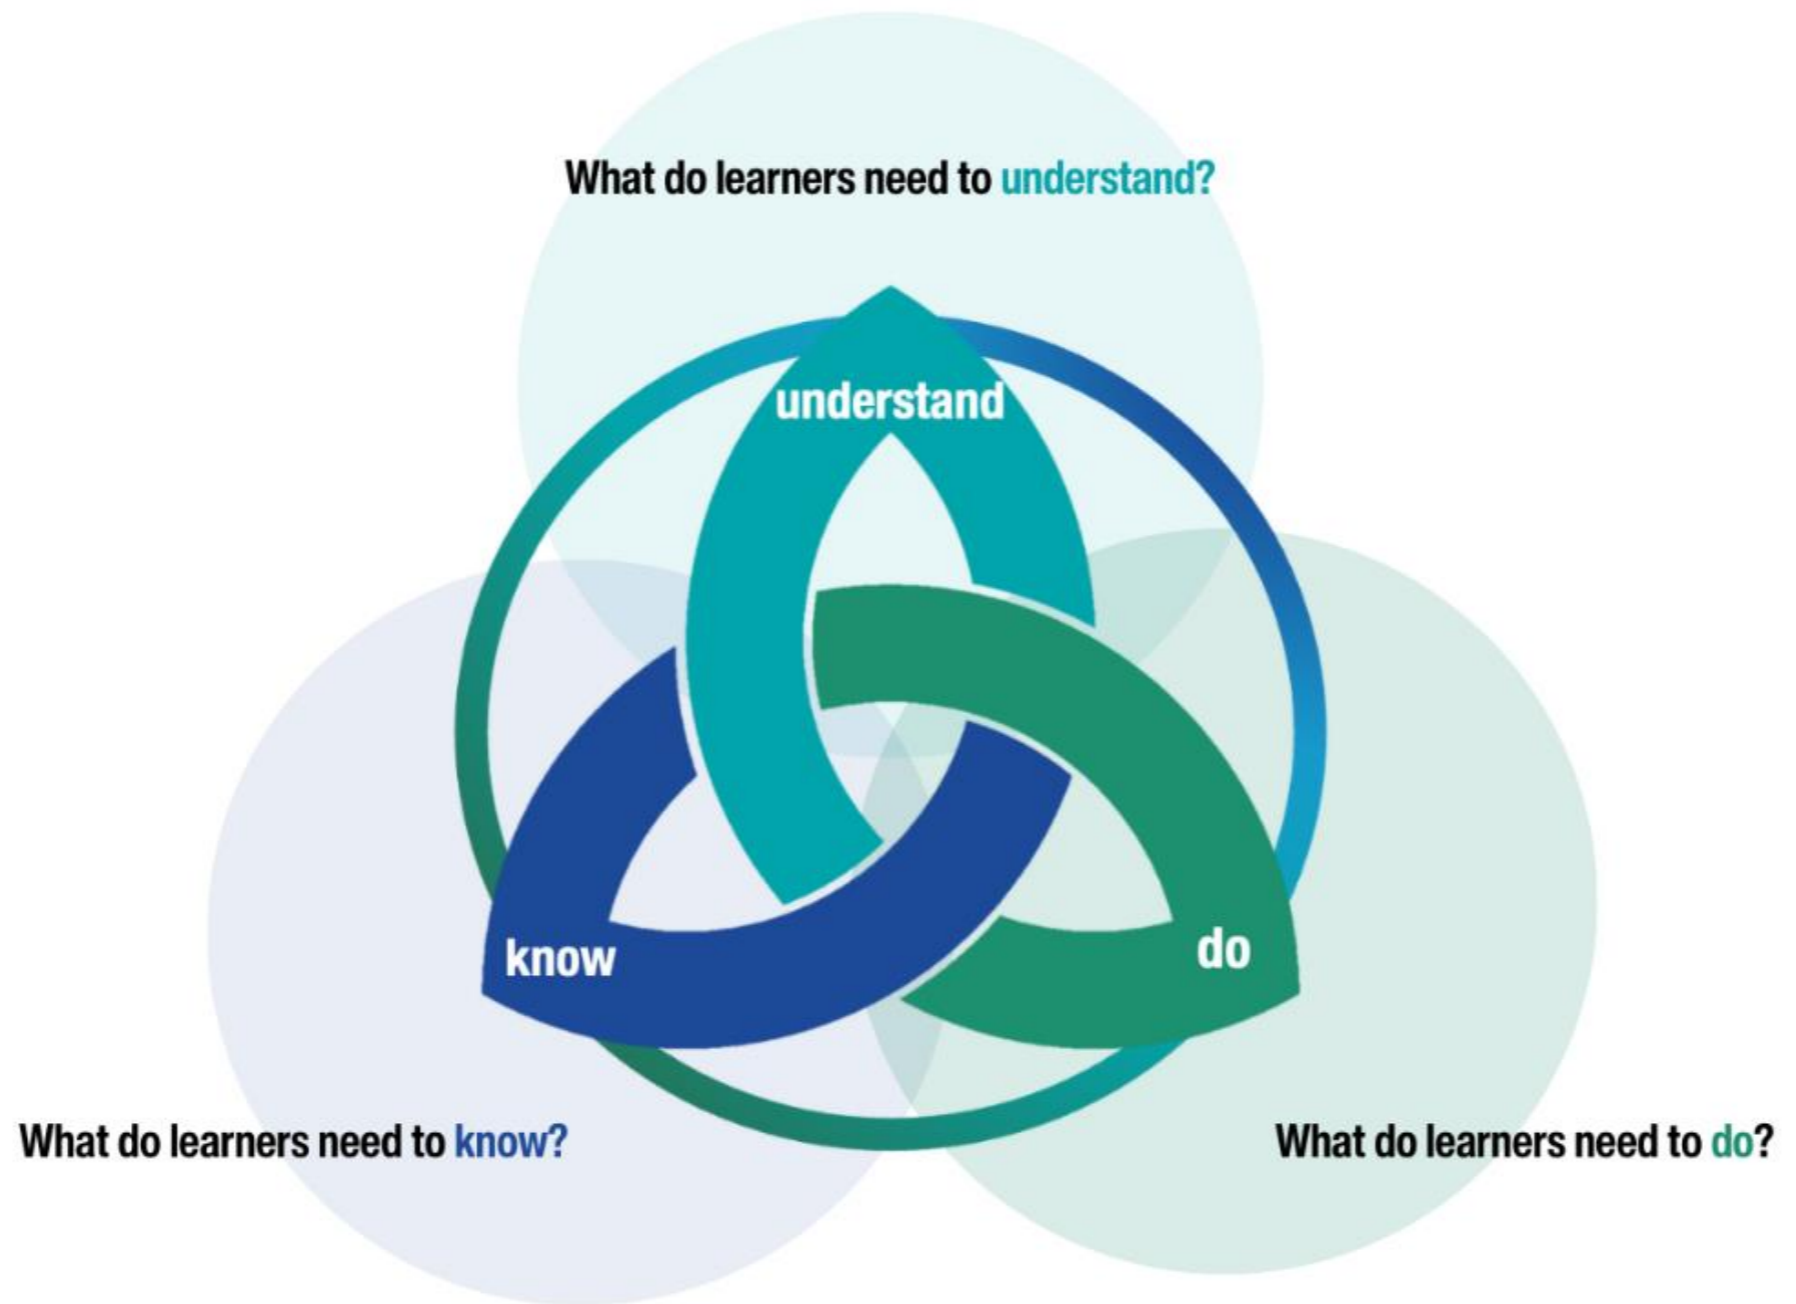 What do learners need to understand?
understand
know
do
What do learners need to know?
What do learners need to do?